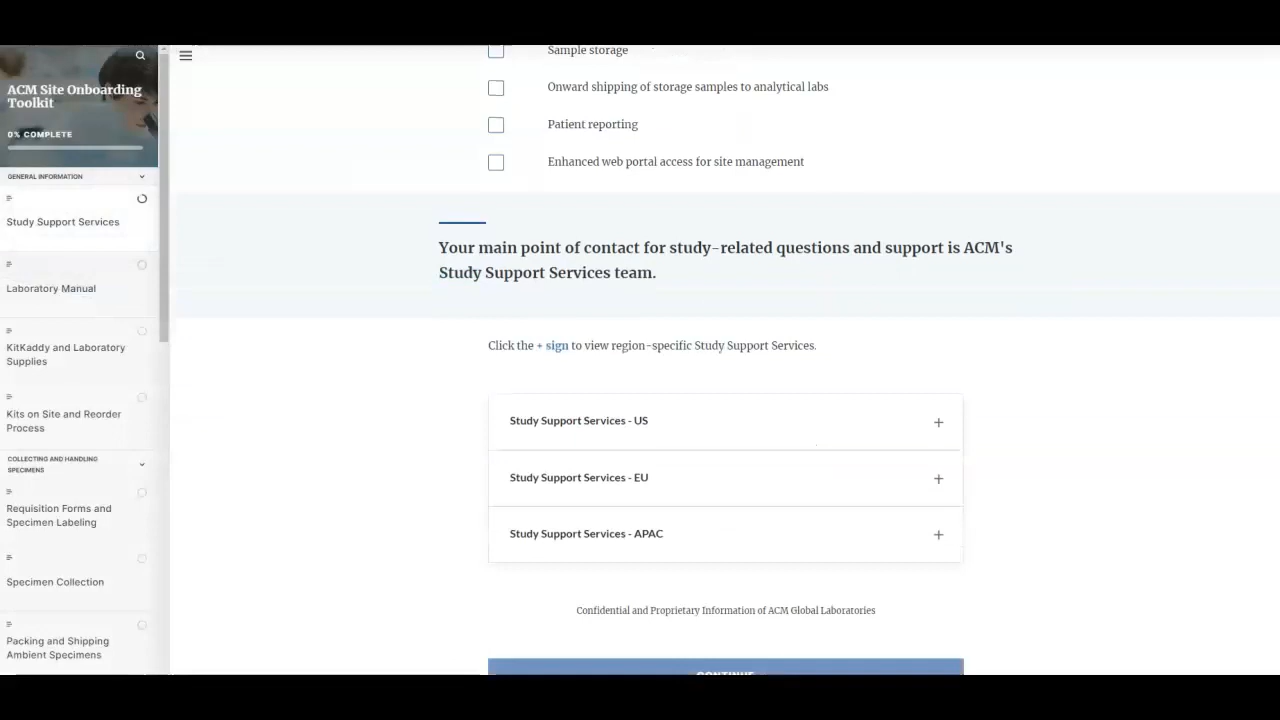 ACM Site Onboarding
Toolkit
0% COMPLETE
GENERAL INFORMATION
Study Support Services
Laboratory Manual
KitKaddy and Laboratory
Supplies
Kits on Site and Reorder
Process
COLLECTING AND HANDLING
SPECIMENS
Requisition Forms and
Specimen Labeling
Specimen Collection
Packing and Shipping
Ambient Specimens
Sample storage
Onward shipping of storage samples to analytical labs
Patient reporting
Enhanced web portal access for site management
Your main point of contact for study-related questions and support is ACM's
Study Support Services team.
Click the + sign to view region-specific Study Support Services.
Study Support Services - US
Study Support Services - EU
Study Support Services - APAC
Confidential and Proprietary Information of ACM Global Laboratories
CONTINUE